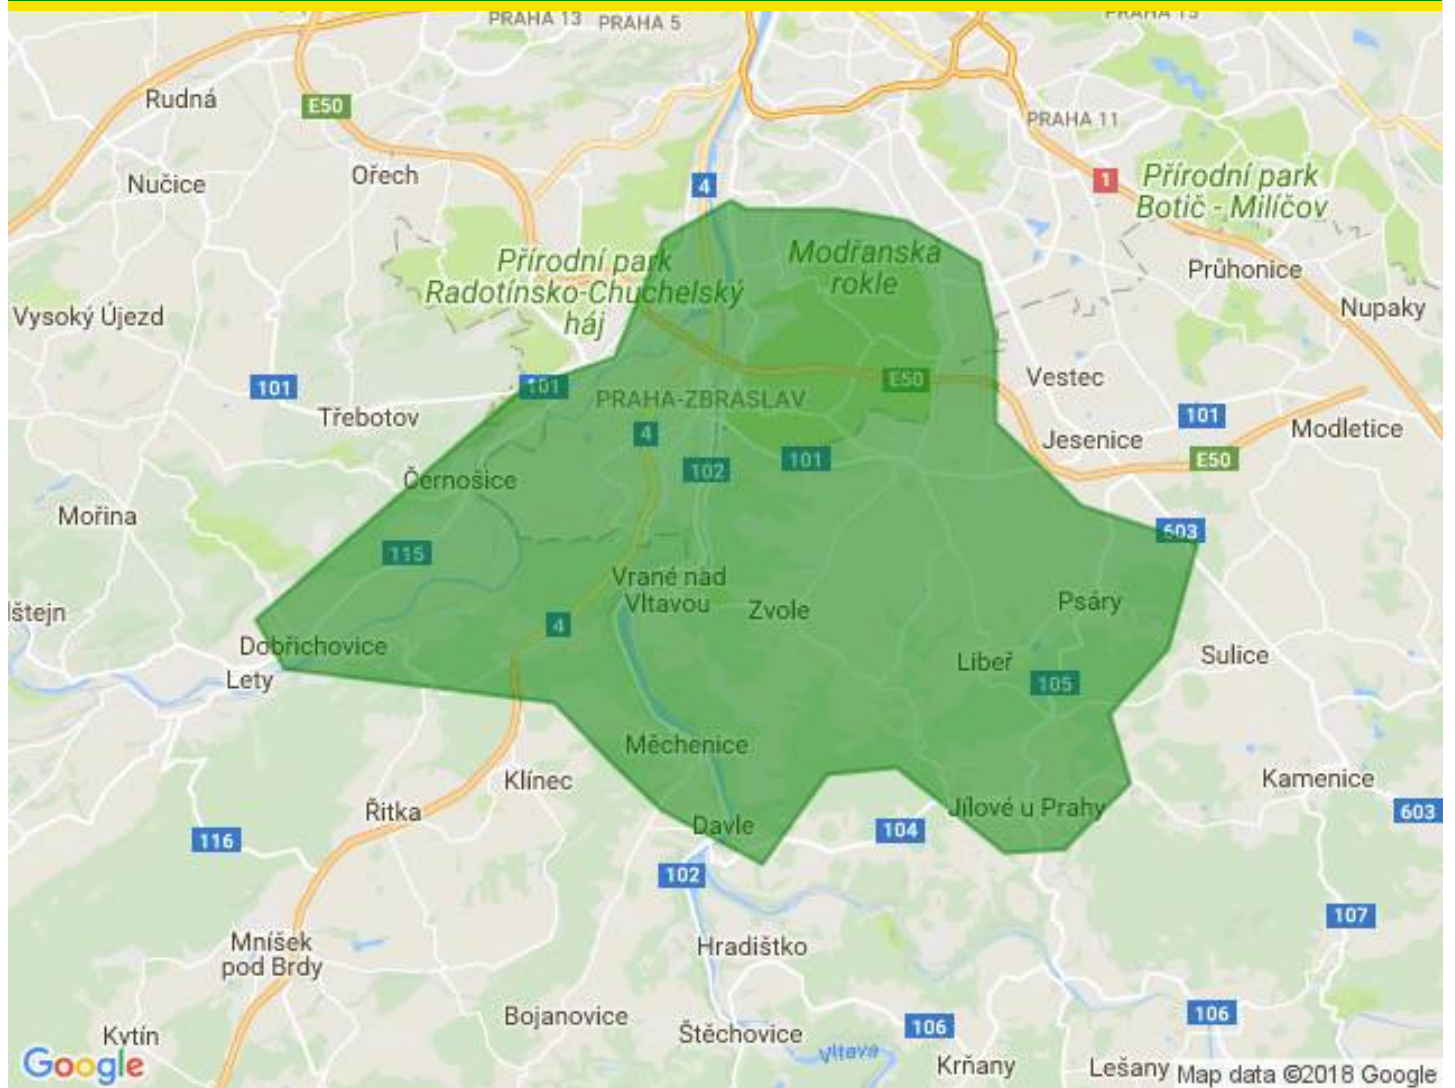 PRAHA 13
PRAHA 5
PRAHA 15
Rudná
E50
PRAHA 11
Nučice
Ořech
4
1
Přírodní park
Botič - Milíčov
Přírodní park
Radotínsko-Chuchelský
háj
Modřanská
rokle
Průhonice
Vysoký Újezd
Nupaky
101
101
E50
Vestec
PRAHA-ZBRASLAV
Třebotov
101
Modletice
4
Jesenice
102
101
E50
Černošice
Mořina
603
115
Vrané nad
Vltavou
Zvole
Psáry
lštejn
4
Dobřichovice
Libeř
Sulice
Lety
105
Měchenice
Klínec
Kamenice
Řitka
Jílové u Prahy
603
Davle
104
116
102
107
Mníšek
pod Brdy
Hradištko
Bojanovice
106
106
Štěchovice
Kytín
Vltava
Krňany
Lešany
Google
Map data ©2018 Google